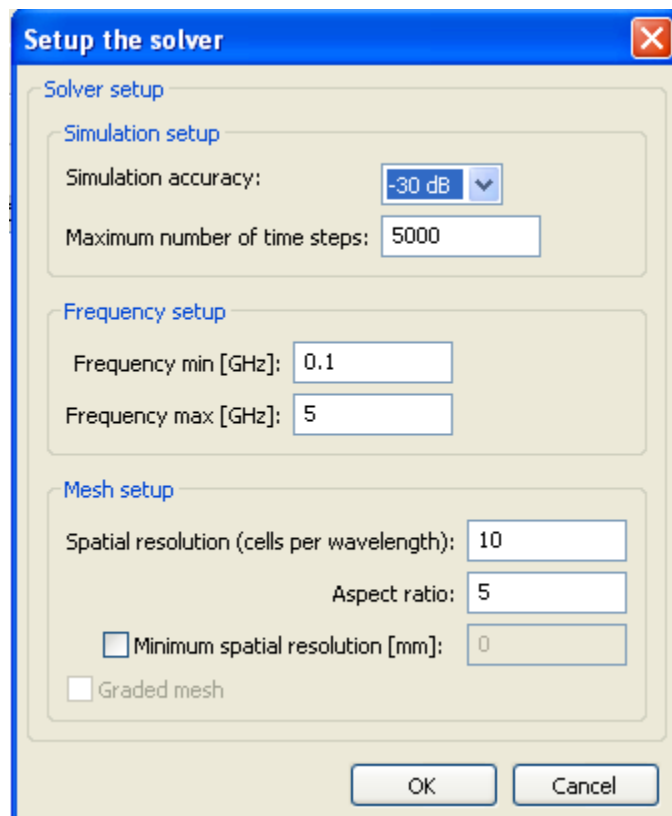 Setup the solver
Solver setup
Simulation setup
Simulation accuracy: -30 dB
Maximum number of time steps: 5000
Frequency setup
Frequency min [GHz]: 0.1
Frequency max [GHz]: 5
Mesh setup
Spatial resolution (cells per wavelength): 10
Aspect ratio: 5
Minimum spatial resolution [mm]: 0
Graded mesh
OK Cancel